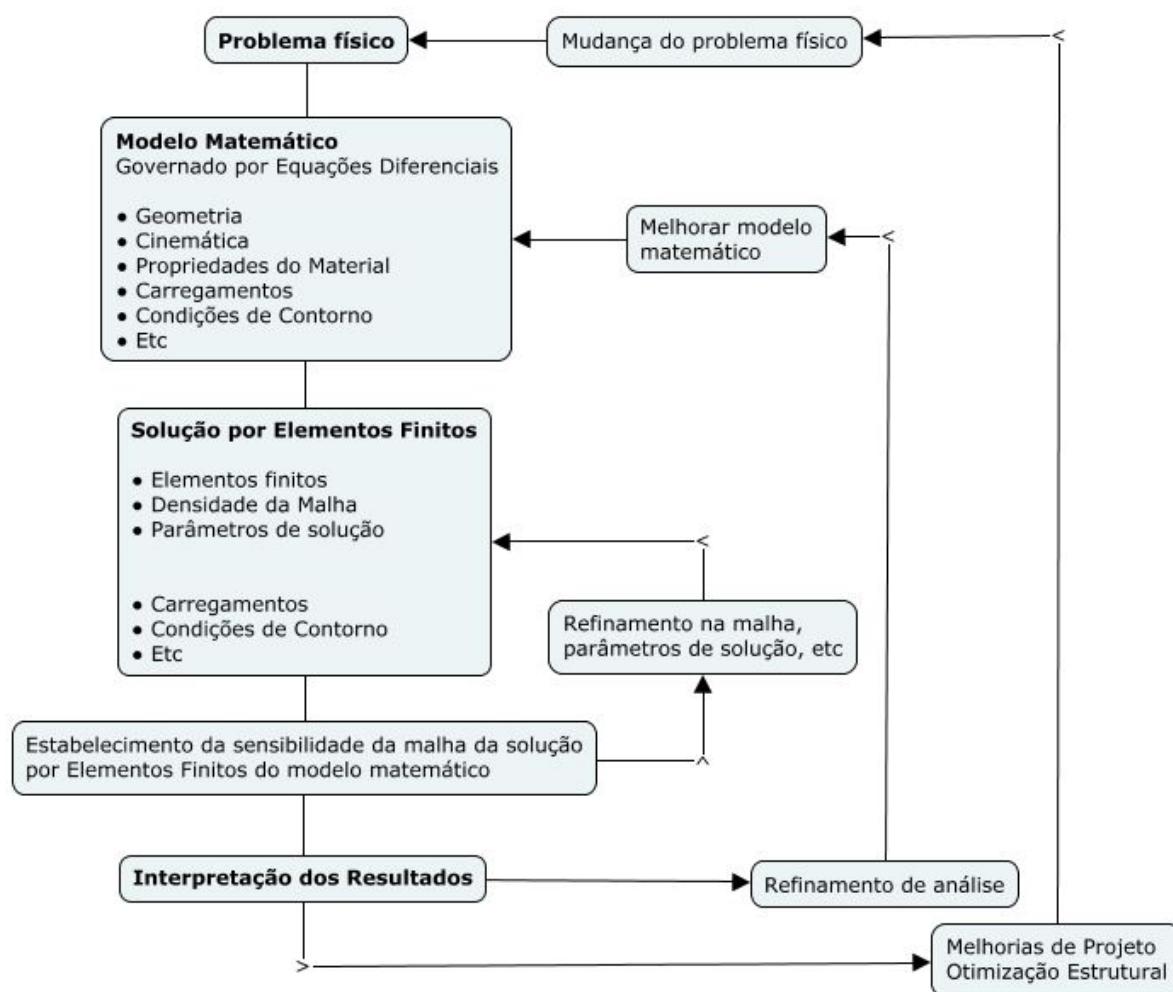 Problema físico
Mudança do problema físico
Modelo Matemático
Governado por Equações Diferenciais
● Geometria
● Cinemática
● Propriedades do Material
● Carregamentos
● Condições de Contorno
● Etc
Melhorar modelo
matemático
Solução por Elementos Finitos
● Elementos finitos
● Densidade da Malha
● Parâmetros de solução
● Carregamentos
● Condições de Contorno
● Etc
Refinamento na malha,
parâmetros de solução, etc
Estabelecimento da sensibilidade da malha da solução
por Elementos Finitos do modelo matemático
Interpretação dos Resultados
Refinamento de análise
Melhorias de Projeto
Otimização Estrutural